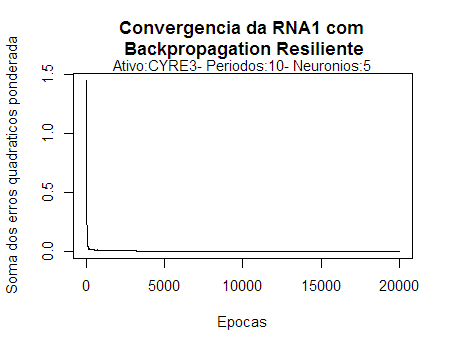 Convergencia da RNA1 com
Backpropagation Resiliente
Ativo:CYRE3- Periodos:10- Neuronios:5
Soma dos erros quadraticos ponderada
1.5
1.0
0.5
0.0
0 5000 10000 15000 20000
Epocas